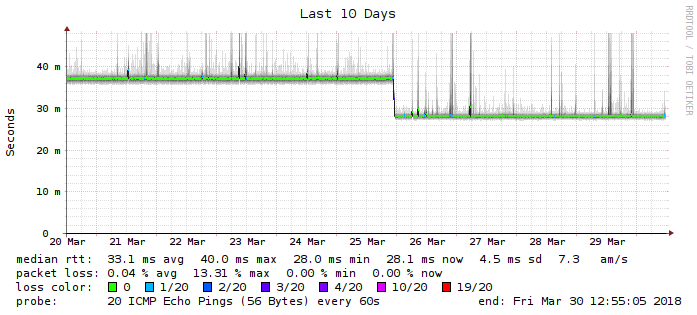 Last 10 Days
RRDTOOL / TOBI OETIKER
Seconds
40 m
30 m
20 m
10 m
0
20 Mar 21 Mar 22 Mar 23 Mar 24 Mar 25 Mar 26 Mar 27 Mar 28 Mar 29 Mar
median rtt: 33.1 ms avg 40.0 ms max 28.0 ms min 28.1 ms now 4.5 ms sd 7.3 am/s
packet loss: 0.04 % avg 13.31 % max 0.00 % min 0.00 % now
loss color: 0 1/20 2/20 3/20 4/20 10/20 19/20
probe: 20 ICMP Echo Pings (56 Bytes) every 60s end: Fri Mar 30 12:55:05 2018